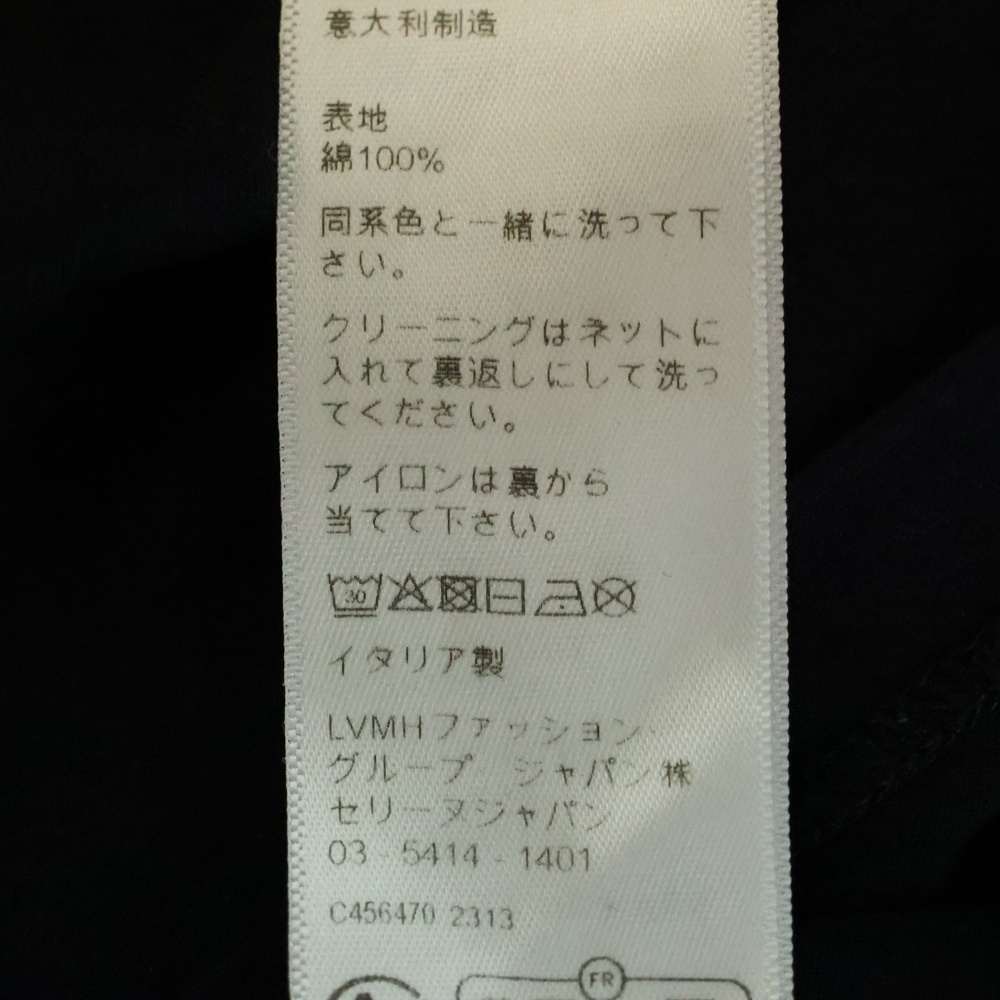 意大利制造
表地
綿100%
同系色と一緒に洗って下
さい。
クリーニングはネットに
入れて裏返しにして洗っ
てください。
アイロンは裏から
当てて下さい。
30
イタリア製
LVMHファッション
グループ ジャパン株
セリーヌジャパン
03-5414-1401
C456470 2313
FR